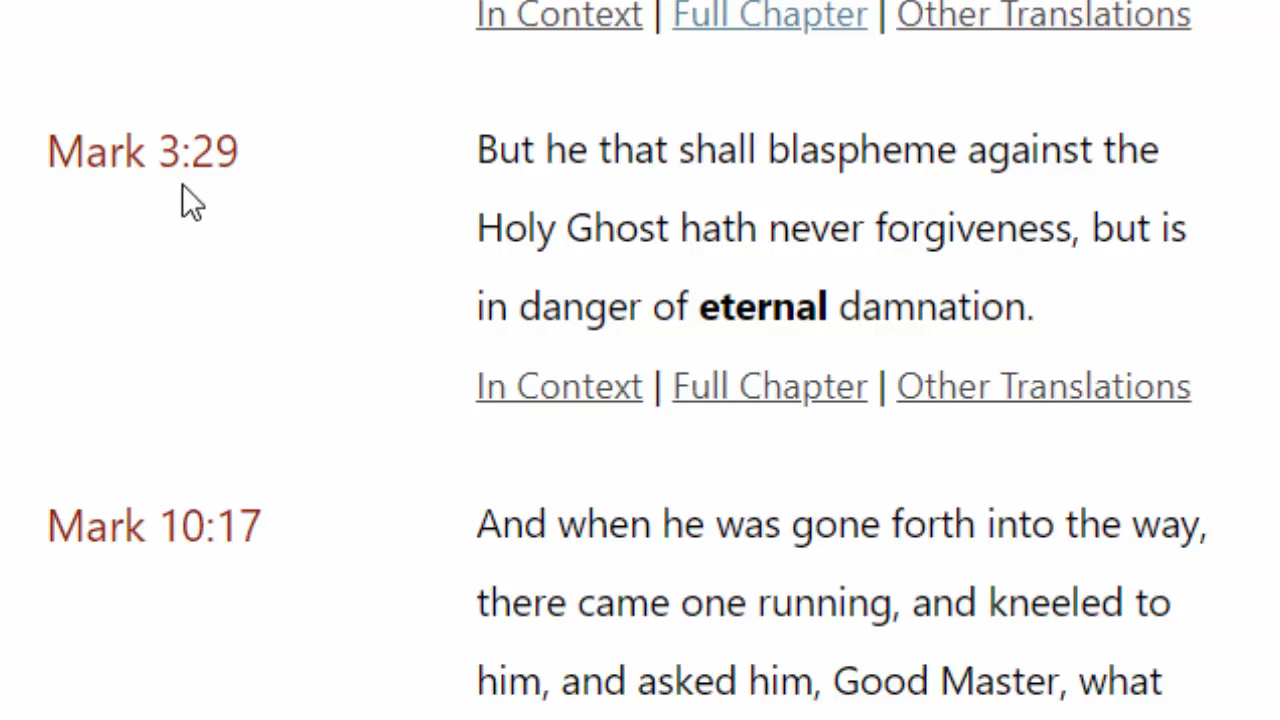 In Context | Full Chapter | Other Translations
Mark 3:29
But he that shall blaspheme against the
Holy Ghost hath never forgiveness, but is
in danger of eternal damnation.
In Context | Full Chapter | Other Translations
Mark 10:17
And when he was gone forth into the way,
there came one running, and kneeled to
him, and asked him, Good Master, what